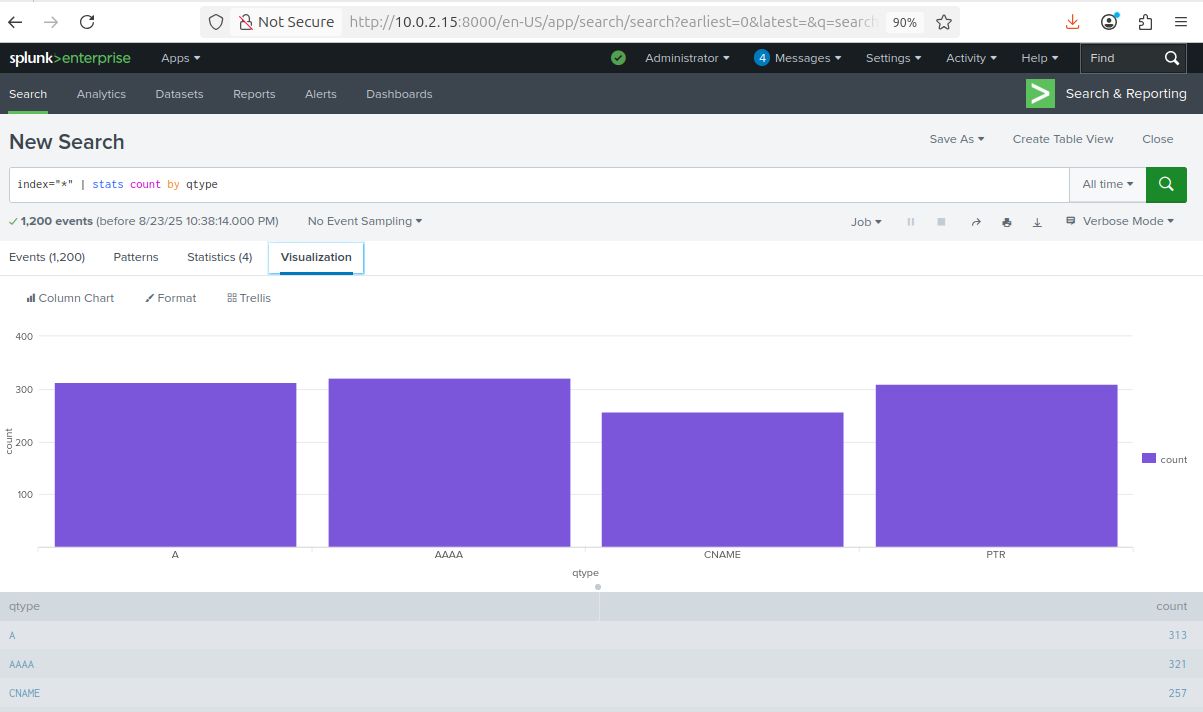 Not Secure http://10.0.2.15:8000/en-US/app/search/search?earliest=0&latest=&q=search 90%
splunk>enterprise Apps Administrator 4 Messages Settings Activity Help Find
Search Analytics Datasets Reports Alerts Dashboards Search & Reporting
New Search Save As Create Table View Close
index="*" | stats count by qtype All time
1,200 events (before 8/23/25 10:38:14.000 PM) No Event Sampling Job Verbose Mode
Events (1,200) Patterns Statistics (4) Visualization
Column Chart Format Trellis
400
300
200
100
count
count
A AAAA CNAME PTR
qtype
qtype count
A 313
AAAA 321
CNAME 257